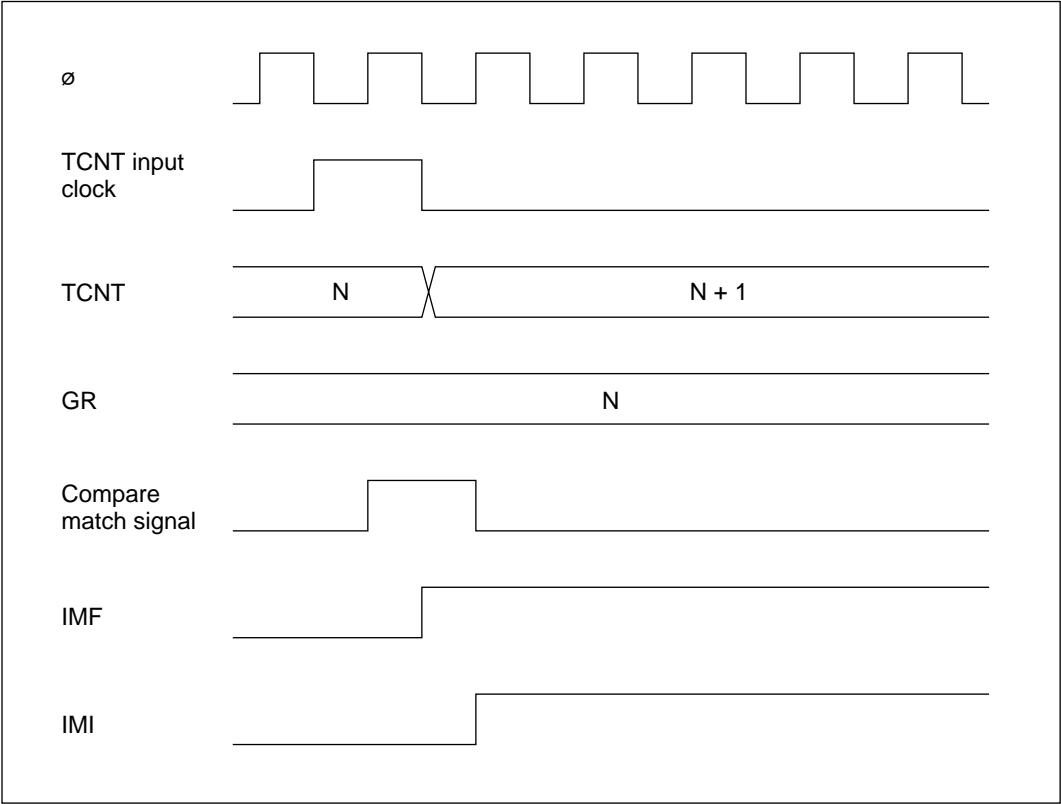 ø
TCNT input
clock
TCNT
N
N + 1
GR
N
Compare
match signal
IMF
IMI